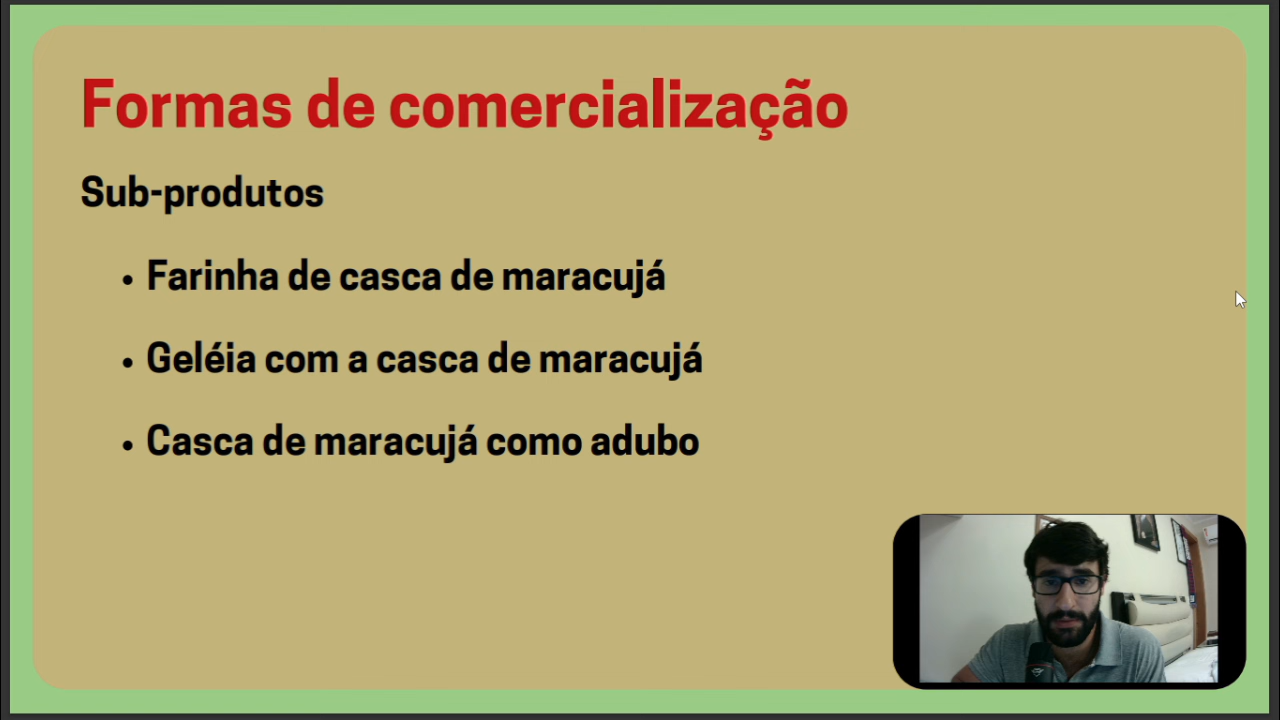 Formas de comercialização
Sub-produtos
• Farinha de casca de maracujá
• Geléia com a casca de maracujá
• Casca de maracujá como adubo